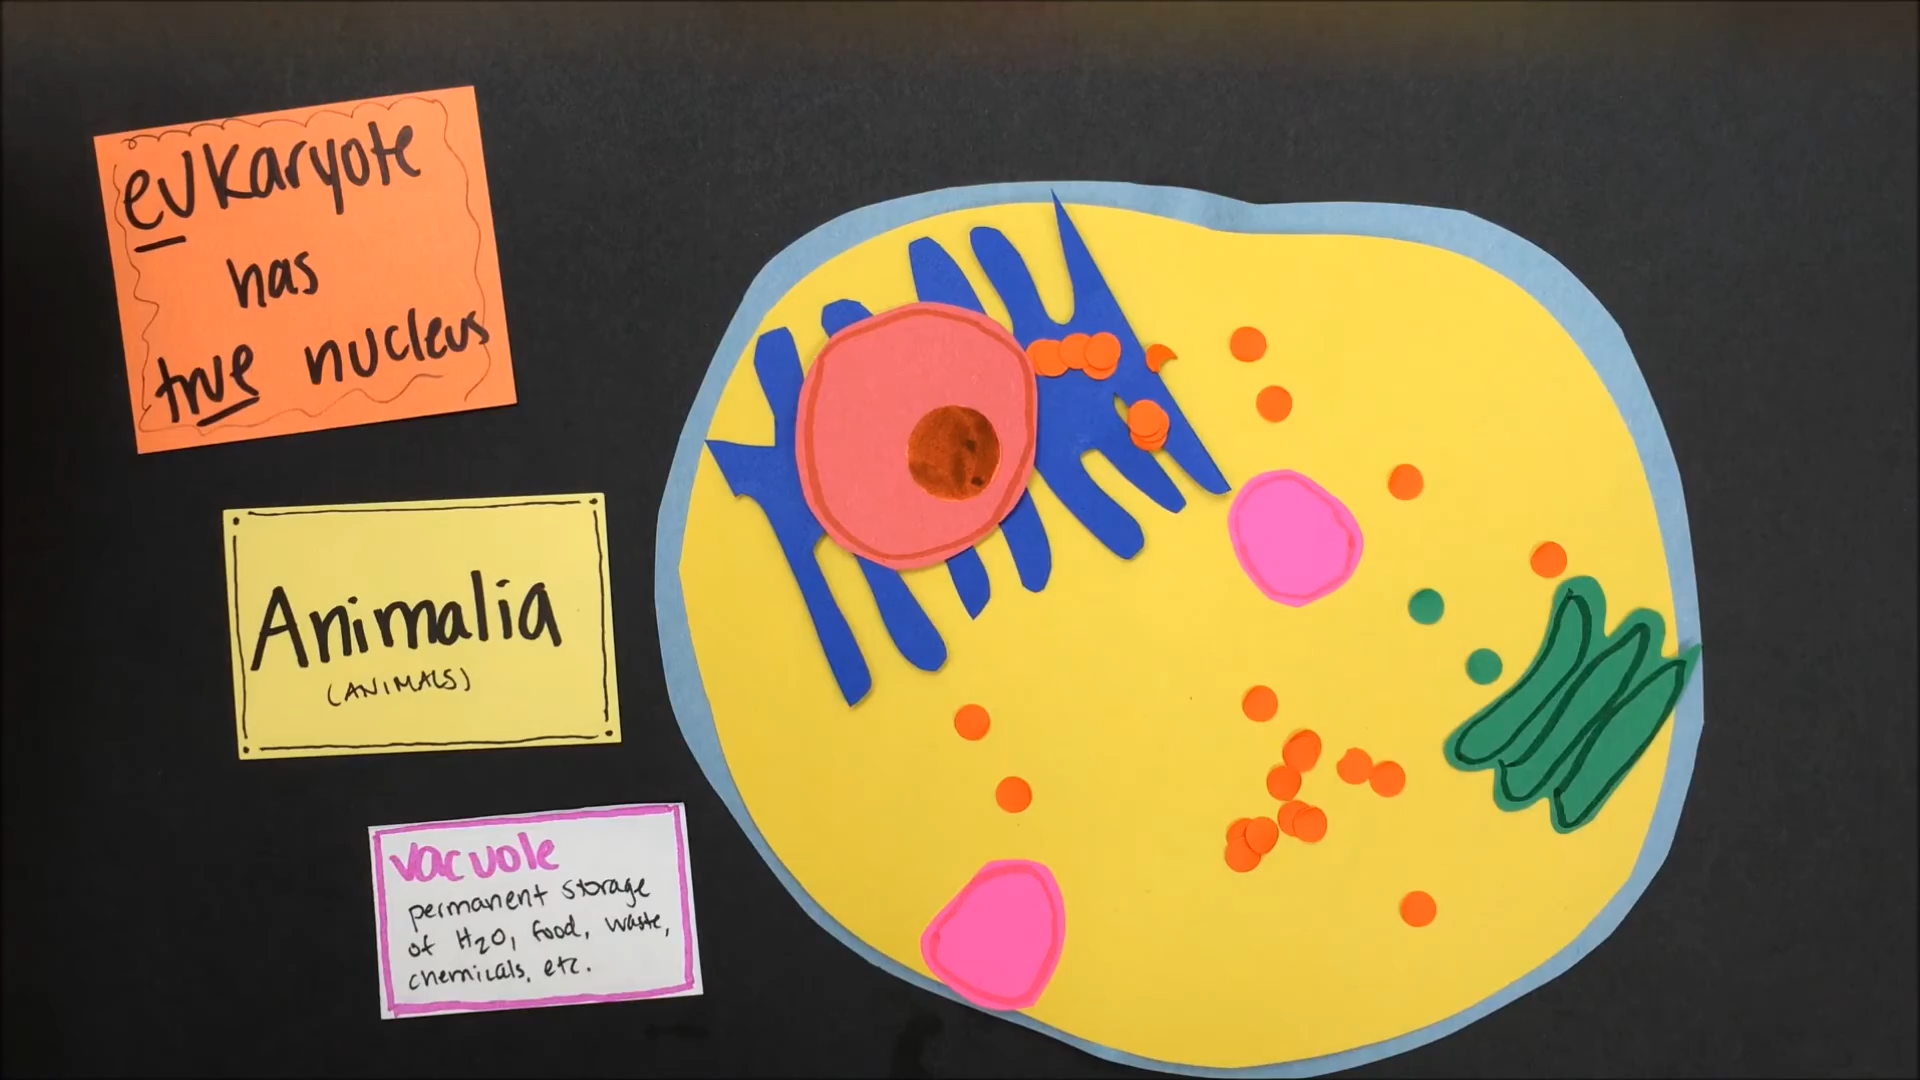 eukaryote
has
true nucleus
Animalia
(ANIMALS)
vacuole
permanent storage
of H2O, food, waste,
chemicals, etc.